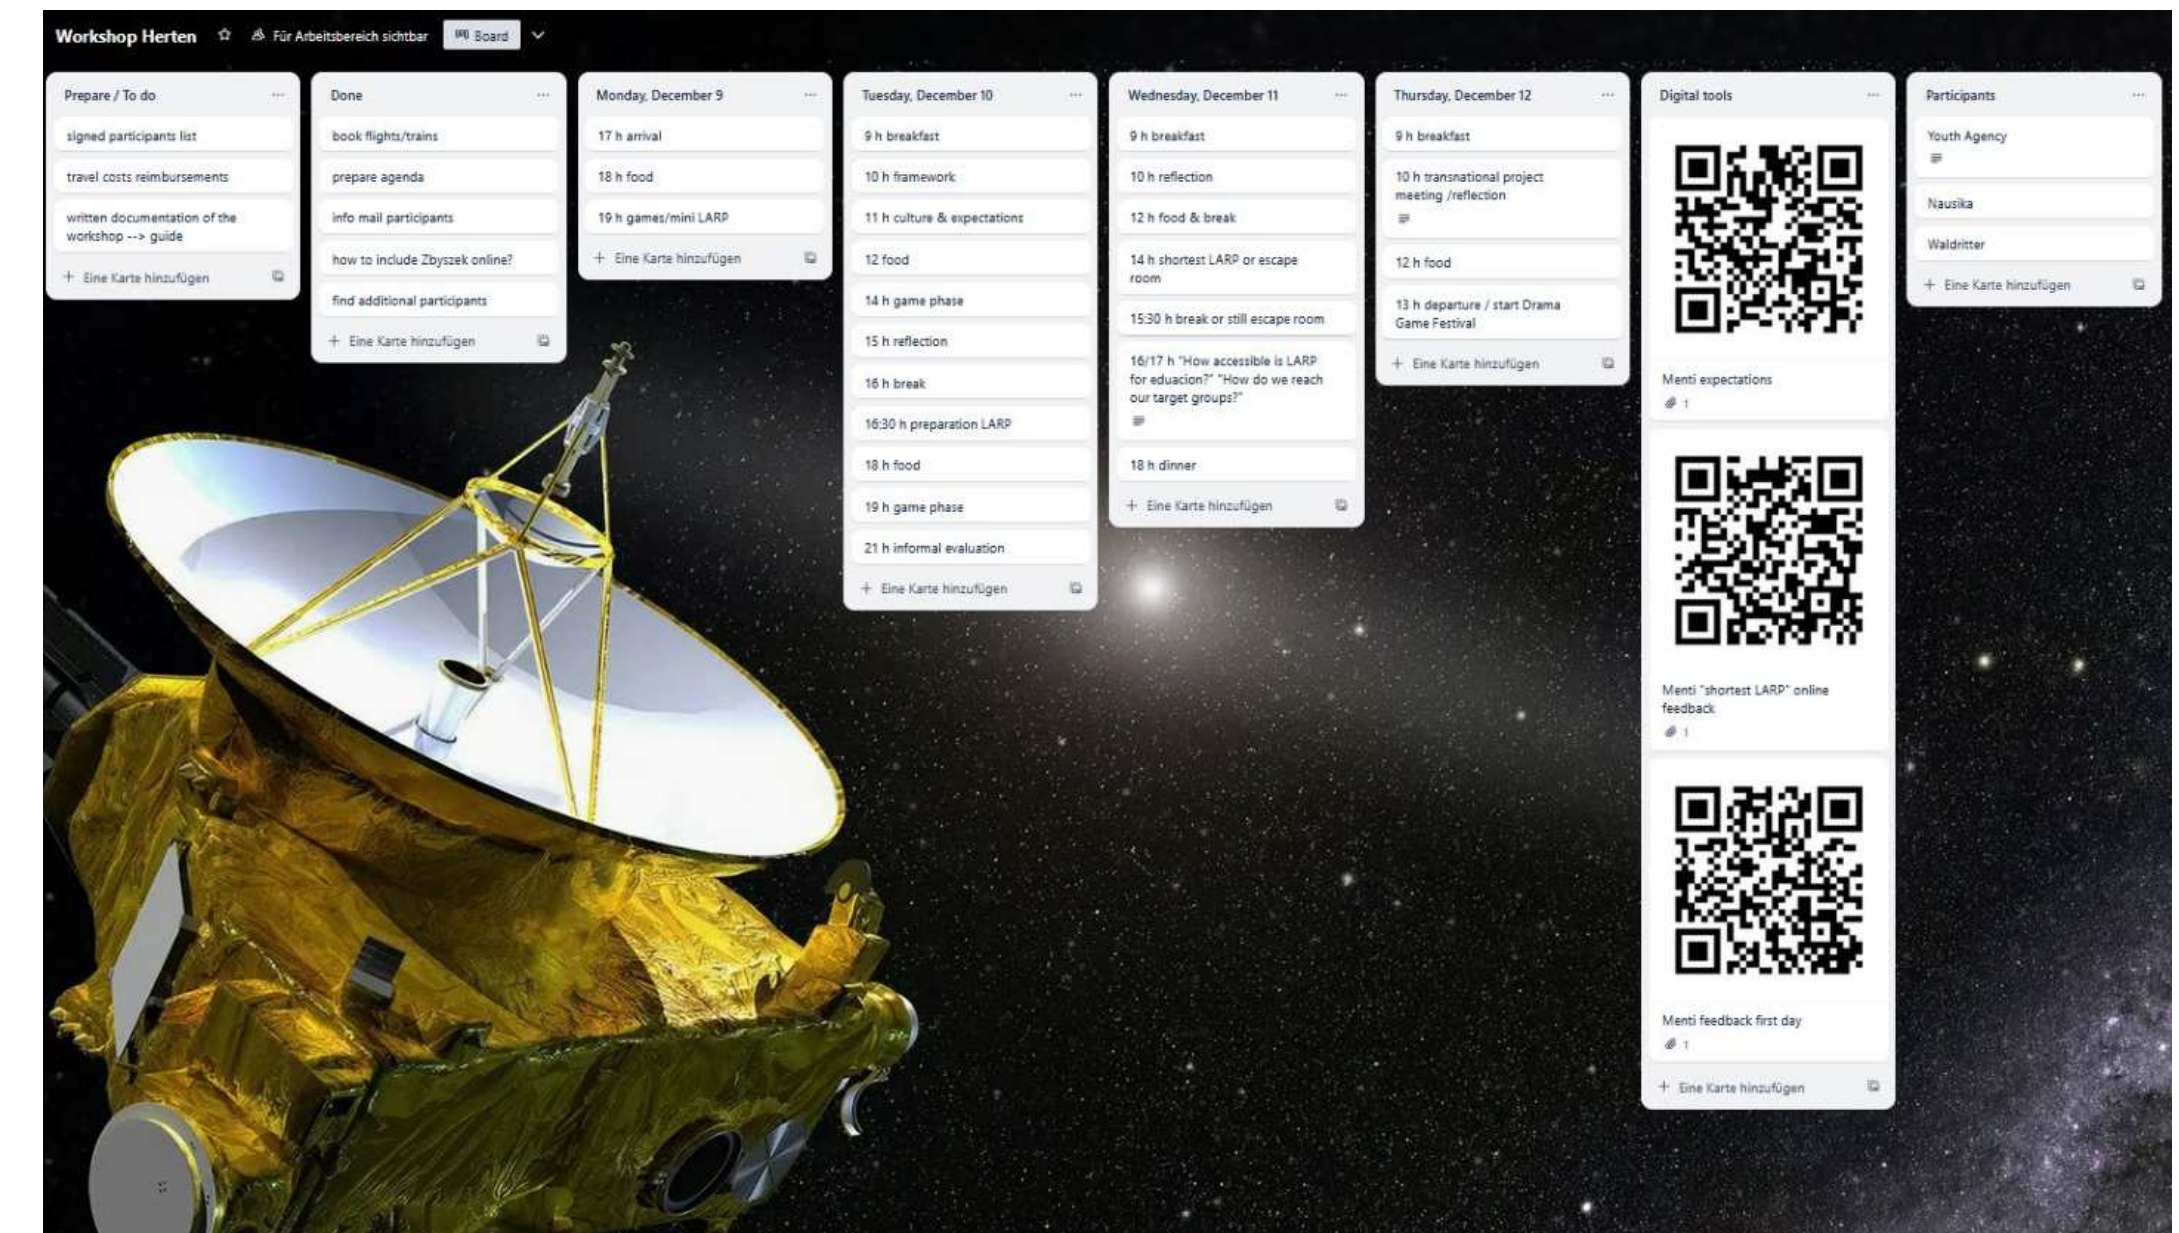 Workshop Herten
Für Arbeitsbereich sichtbar
Board
Prepare / To do
signed participants list
travel costs reimbursements
written documentation of the
workshop --> guide
+ Eine Karte hinzufügen
Done
book flights/trains
prepare agenda
info mail participants
how to include Zbyszek online?
find additional participants
+ Eine Karte hinzufügen
Monday, December 9
17 h arrival
18 h food
19 h games/mini LARP
+ Eine Karte hinzufügen
Tuesday, December 10
9 h breakfast
10 h framework
11 h culture & expectations
12 food
14 h game phase
15 h reflection
16 h break
16:30 h preparation LARP
18 h food
19 h game phase
21 h informal evaluation
+ Eine Karte hinzufügen
Wednesday, December 11
9 h breakfast
10 h reflection
12 h food & break
14 h shortest LARP or escape
room
15:30 h break or still escape room
16/17 h "How accessible is LARP
for eduacion?" "How do we reach
our target groups?"
18 h dinner
+ Eine Karte hinzufügen
Thursday, December 12
9 h breakfast
10 h transnational project
meeting /reflection
12 h food
13 h departure / start Drama
Game Festival
+ Eine Karte hinzufügen
Digital tools
Menti expectations
1
Menti "shortest LARP" online
feedback
1
Menti feedback first day
1
+ Eine Karte hinzufügen
Participants
Youth Agency
Nausika
Waldritter
+ Eine Karte hinzufügen